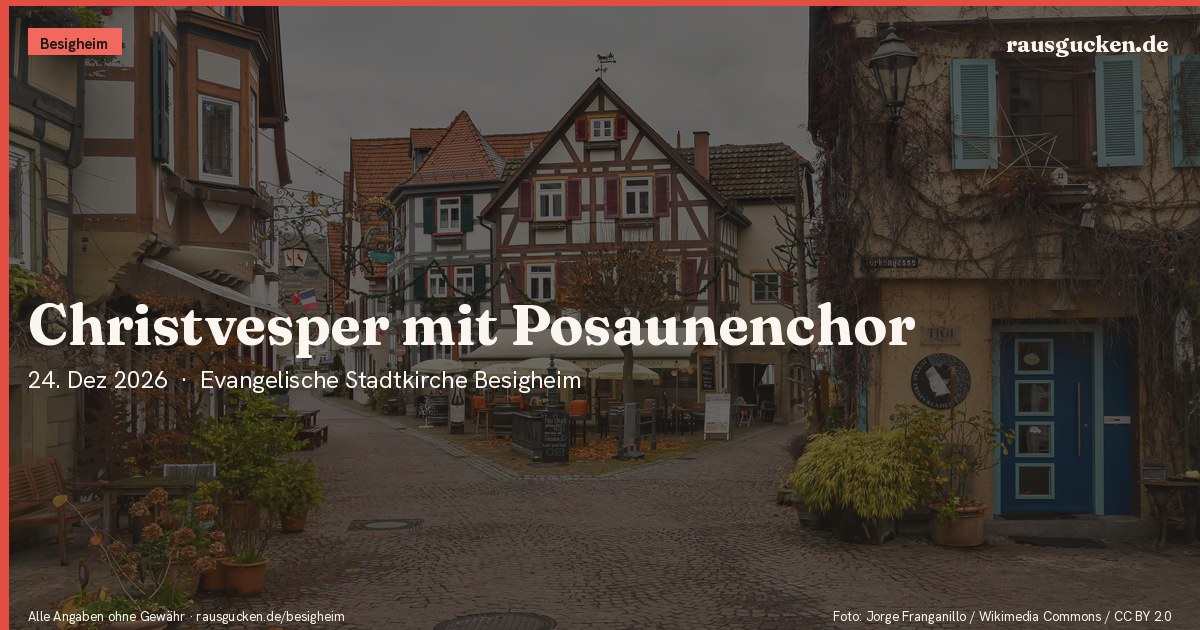 Besigheim
rausgucken.de
Christvesper mit Posaunenchor
24. Dez 2026 · Evangelische Stadtkirche Besigheim
Alle Angaben ohne Gewähr · rausgucken.de/besigheim
Foto: Jorge Franganillo / Wikimedia Commons / CC BY 2.0